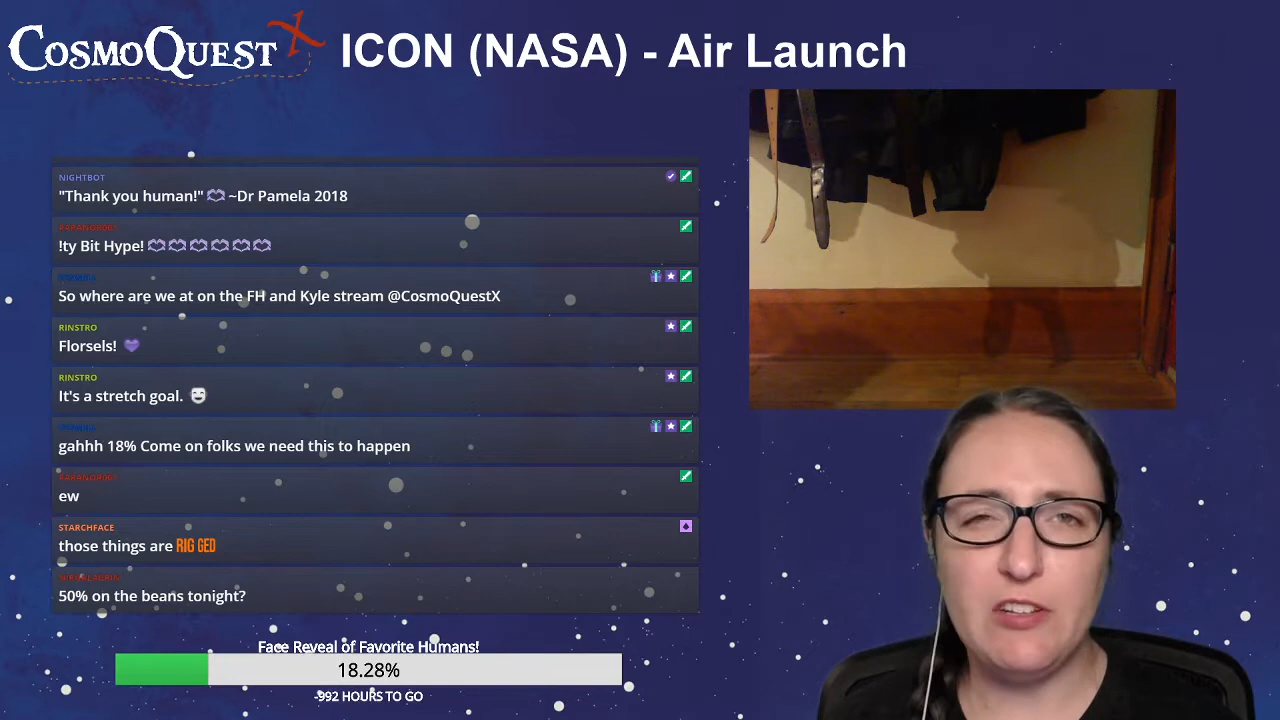 COSMOQUEST X
ICON (NASA) - Air Launch
NIGHTBOT
"Thank you human!" ~Dr Pamela 2018
!ty Bit Hype!
So where are we at on the FH and Kyle stream @CosmoQuestX
RINSTRO
Florsels!
RINSTRO
It's a stretch goal.
gahhh 18% Come on folks we need this to happen
ew
STARCHFACE
those things are RIGGED
50% on the beans tonight?
Face Reveal of Favorite Humans!
18.28%
-992 HOURS TO GO